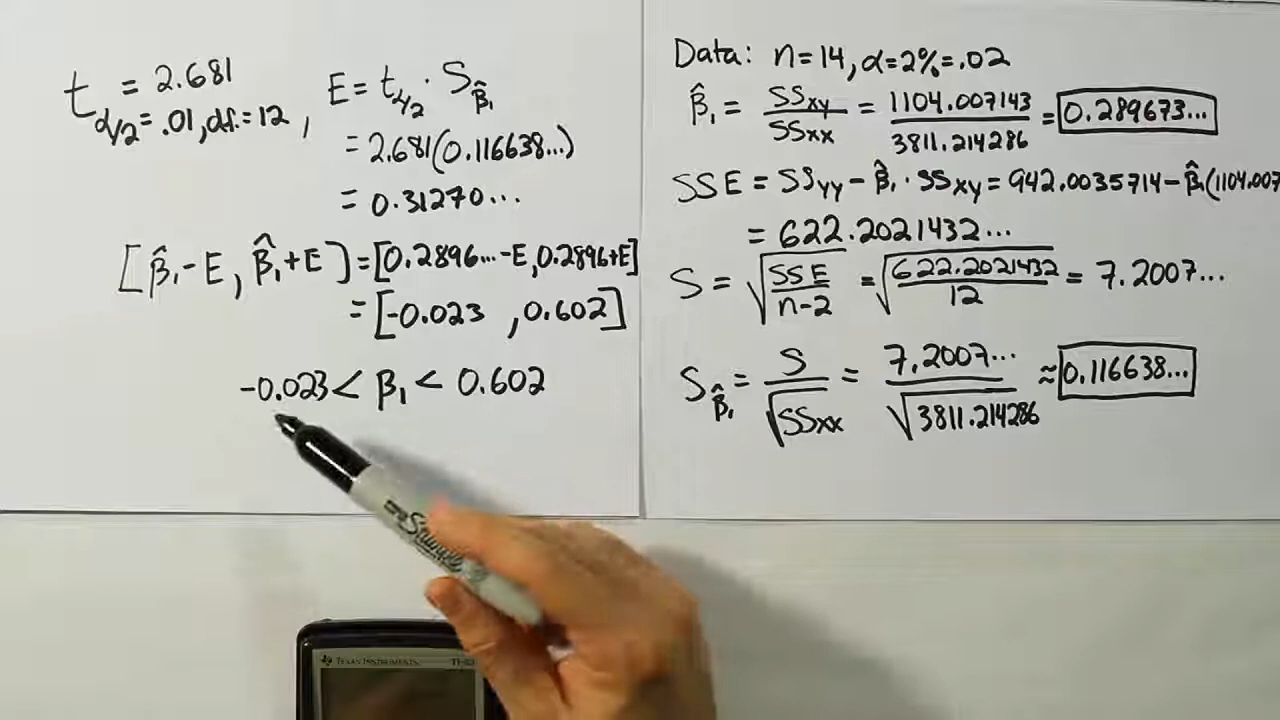 t α/2 = .01, df = 12 = 2.681, E = t α/2 · S β̂₁
= 2.681(0.116638...)
= 0.31270...
[β̂₁-E, β̂₁+E] = [0.2896...-E, 0.2896+E]
= [-0.023, 0.602]
-0.023 < β₁ < 0.602
Data: n=14, α=2%=.02
β̂₁ = SSxy / SSxx = 1104.007143 / 3811.214286 = 0.289673...
SSE = SSyy - β̂₁ · SSxy = 942.0035714 - β̂₁(1104.007
= 622.2021432...
S = √(SSE / n-2) = √(622.2021432 / 12) = 7.2007...
S β̂₁ = S / √SSxx = 7.2007... / √3811.214286 ≈ 0.116638...
Sharpie
TEXAS INSTRUMENTS